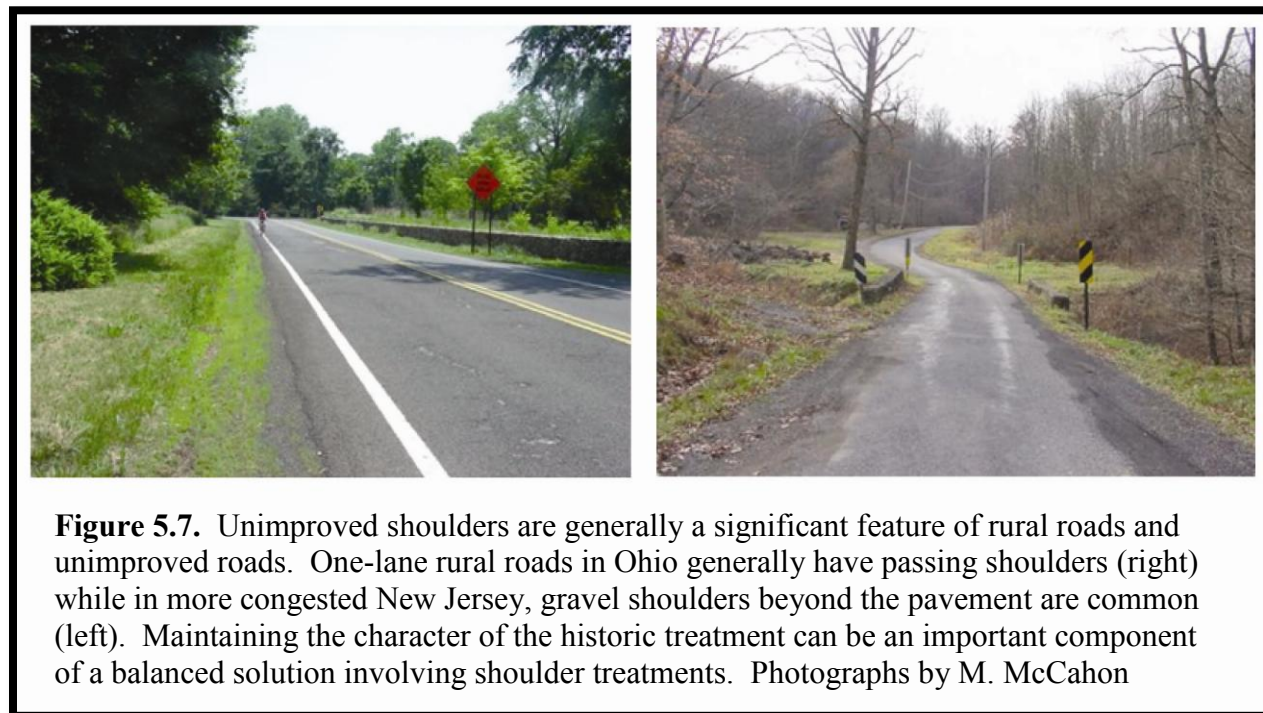 Figure 5.7. Unimproved shoulders are generally a significant feature of rural roads and
unimproved roads. One-lane rural roads in Ohio generally have passing shoulders (right)
while in more congested New Jersey, gravel shoulders beyond the pavement are common
(left). Maintaining the character of the historic treatment can be an important component
of a balanced solution involving shoulder treatments. Photographs by M. McCahon